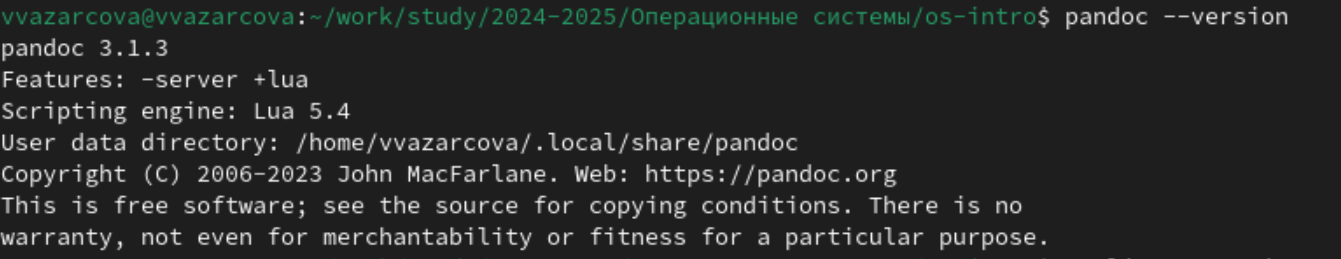 vvazarcova@vvazarcova:~/work/study/2024-2025/Операционные системы/os-intro$ pandoc --version
pandoc 3.1.3
Features: -server +lua
Scripting engine: Lua 5.4
User data directory: /home/vvazarcova/.local/share/pandoc
Copyright (C) 2006-2023 John MacFarlane. Web: https://pandoc.org
This is free software; see the source for copying conditions. There is no
warranty, not even for merchantability or fitness for a particular purpose.